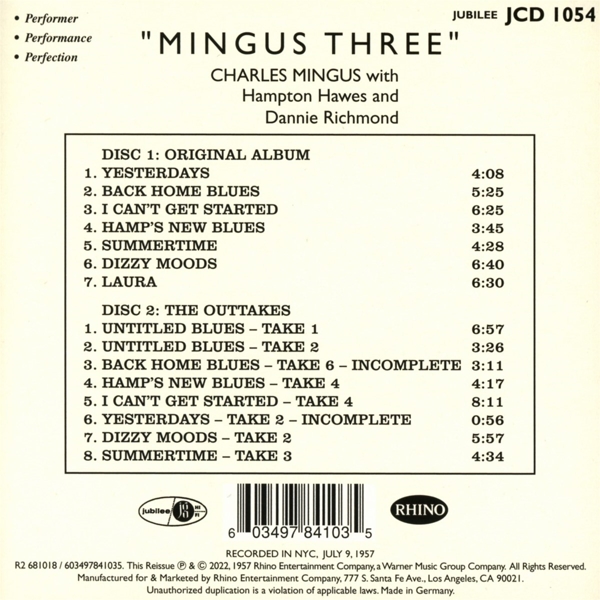 • Performer
• Performance
• Perfection
JUBILEE JCD 1054
"MINGUS THREE"
CHARLES MINGUS with
Hampton Hawes and
Dannie Richmond
DISC 1: ORIGINAL ALBUM
1. YESTERDAYS 4:08
2. BACK HOME BLUES 5:25
3. I CAN'T GET STARTED 6:25
4. HAMP'S NEW BLUES 3:45
5. SUMMERTIME 4:28
6. DIZZY MOODS 6:40
7. LAURA 6:30
DISC 2: THE OUTTAKES
1. UNTITLED BLUES – TAKE 1 6:57
2. UNTITLED BLUES – TAKE 2 3:26
3. BACK HOME BLUES – TAKE 6 – INCOMPLETE 3:11
4. HAMP'S NEW BLUES – TAKE 4 4:17
5. I CAN'T GET STARTED – TAKE 4 8:11
6. YESTERDAYS – TAKE 2 – INCOMPLETE 0:56
7. DIZZY MOODS – TAKE 2 5:57
8. SUMMERTIME – TAKE 3 4:34
jubilee HI FI
6 03497 84103 5
RHINO
RECORDED IN NYC, JULY 9, 1957
R2 681018 / 603497841035. This Reissue Ⓟ & © 2022, 1957 Rhino Entertainment Company, a Warner Music Group Company. All Rights Reserved.
Manufactured for & Marketed by Rhino Entertainment Company, 777 S. Santa Fe Ave., Los Angeles, CA 90021.
Unauthorized duplication is a violation of applicable laws. Made in Germany.